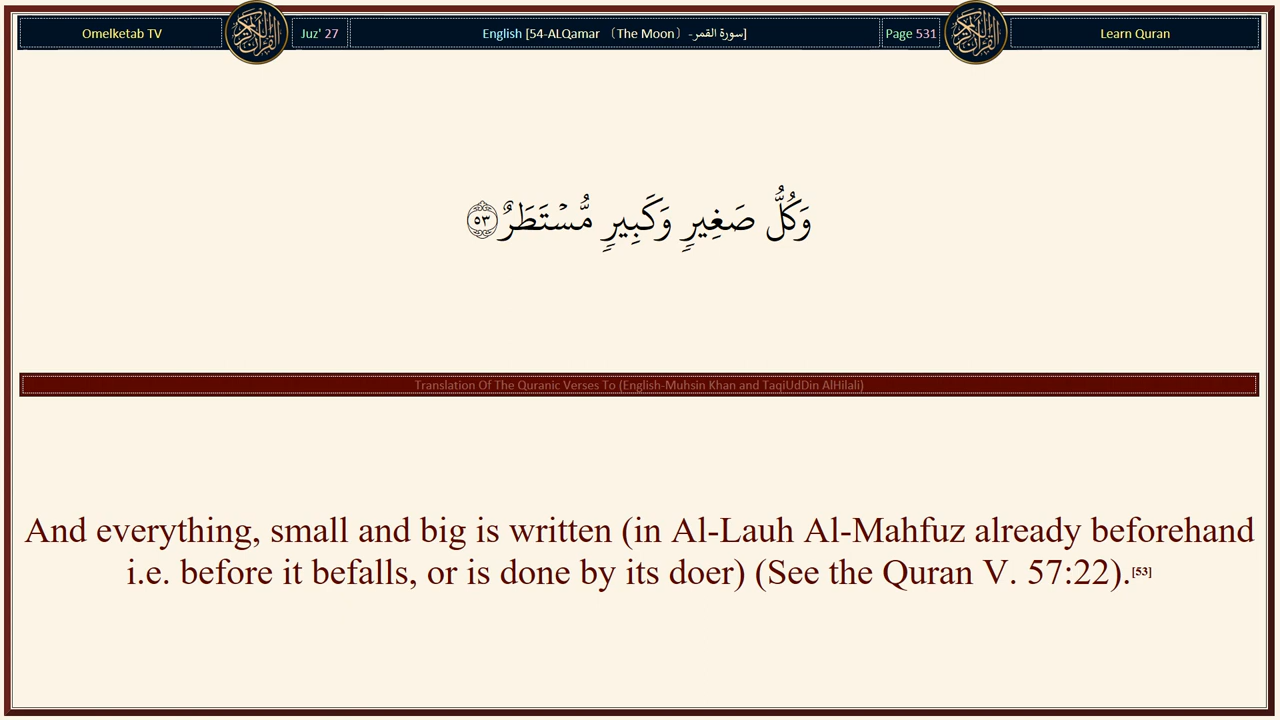 Omelketab TV
Juz' 27
English [54-ALQamar （The Moon）-سورة القمر]
Page 531
Learn Quran
وَكُلُّ صَغِيرٖ وَكَبِيرٖ مُّسۡتَطَرٌ ٥٣
Translation Of The Quranic Verses To (English-Muhsin Khan and TaqiUdDin AlHilali)
And everything, small and big is written (in Al-Lauh Al-Mahfuz already beforehand
i.e. before it befalls, or is done by its doer) (See the Quran V. 57:22).[53]